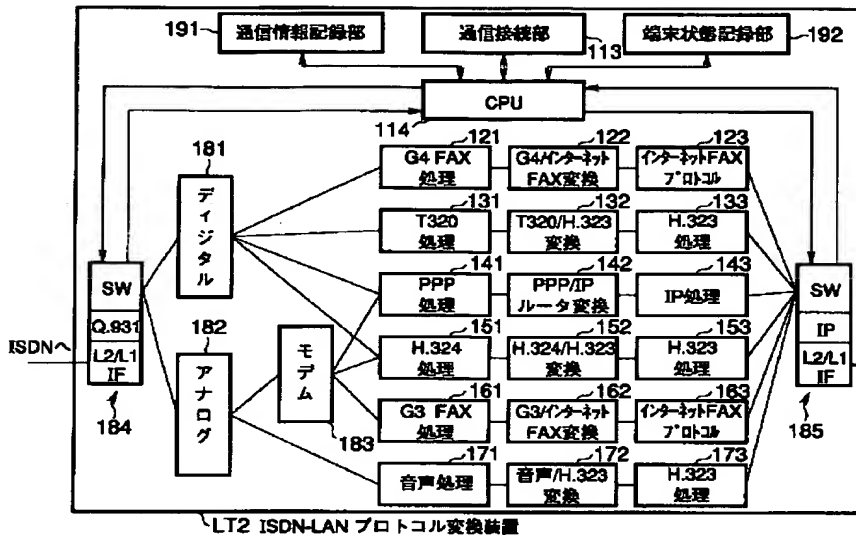 191
通信情報記録部
通信接続部
113
端末状態記録部
192
CPU
114
181
ディジタル
121
G4 FAX
処理
122
G4/インターネット
FAX変換
123
インターネットFAX
プロトコル
131
T320
処理
132
T320/H.323
変換
133
H.323
処理
141
PPP
処理
142
PPP/IP
ルータ変換
143
IP処理
SW
Q.931
L2/L1
IF
184
ISDNへ
182
アナログ
モデム
183
151
H.324
処理
152
H.324/H.323
変換
153
H.323
処理
161
G3 FAX
処理
162
G3/インターネット
FAX変換
163
インターネットFAX
プロトコル
171
音声処理
172
音声/H.323
変換
173
H.323
処理
SW
IP
L2/L1
IF
185
LT2 ISDN-LAN プロトコル変換装置